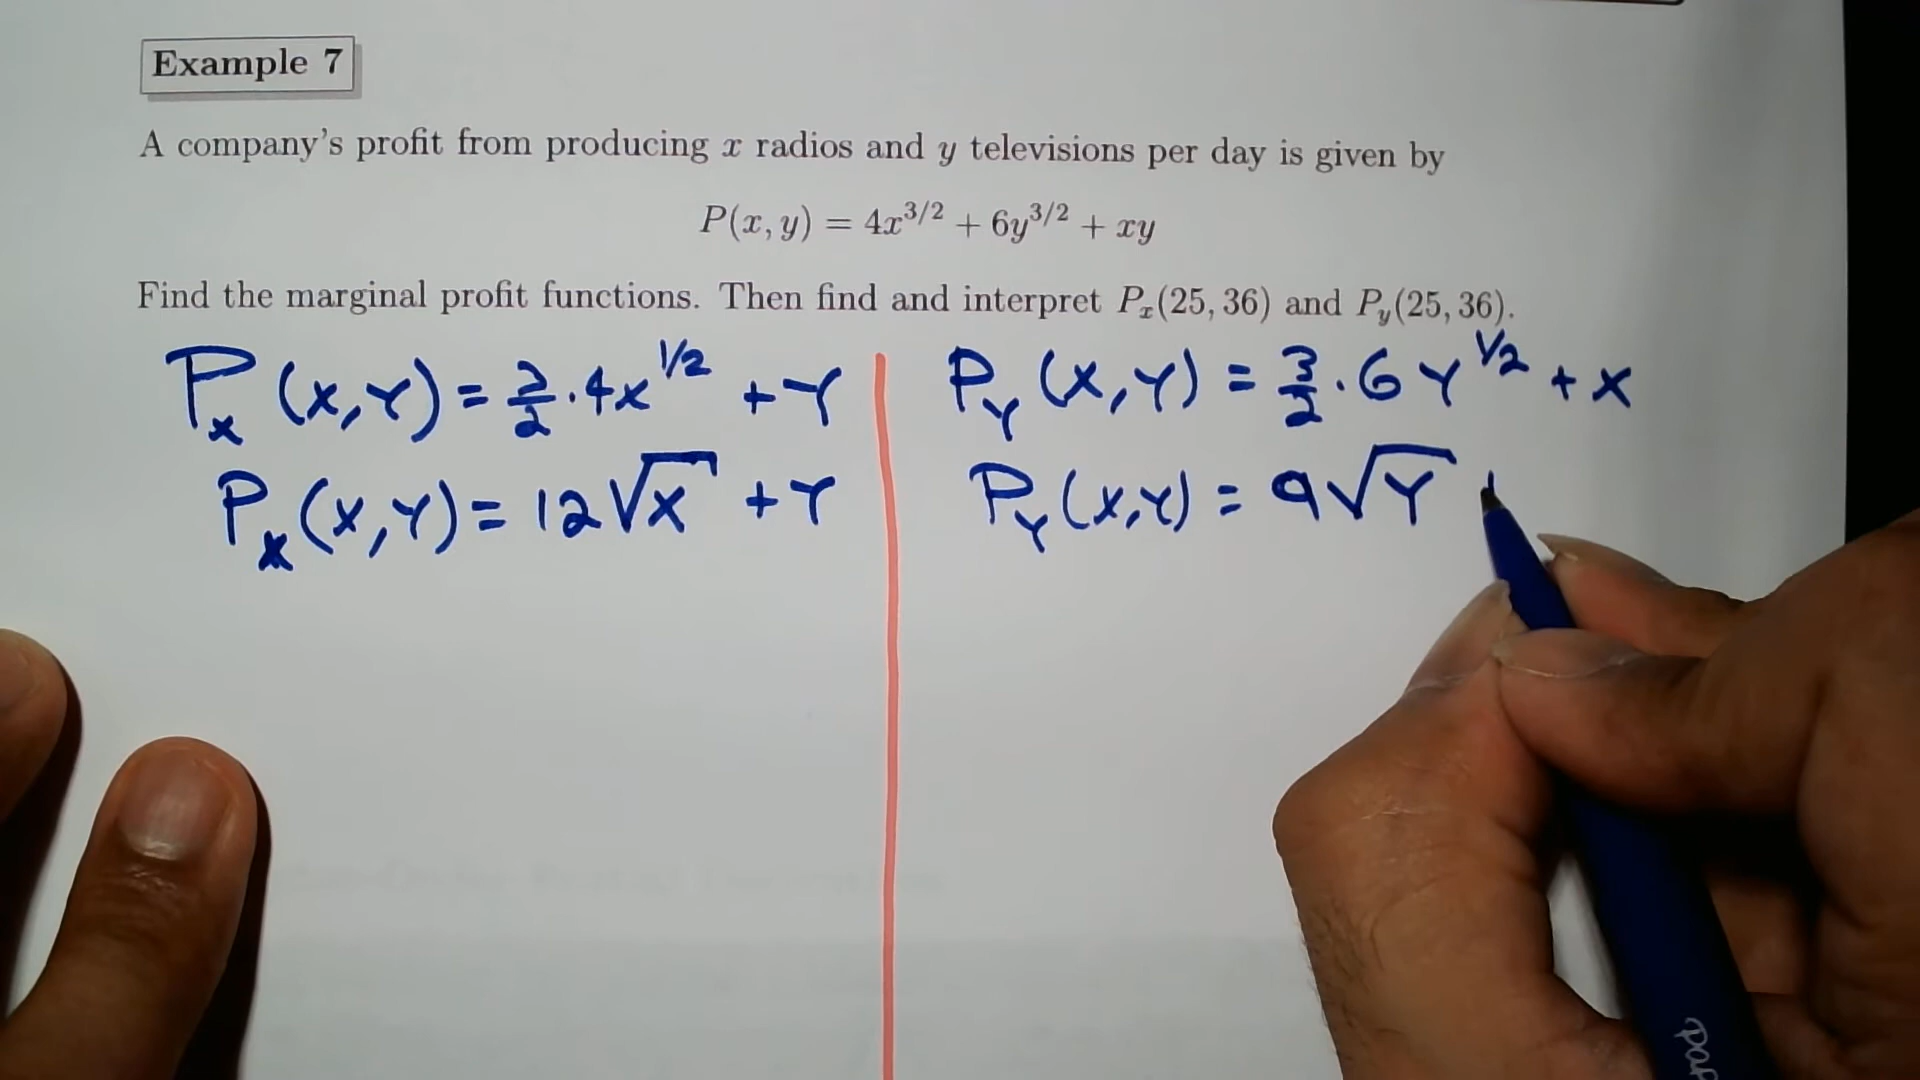 Example 7
A company's profit from producing x radios and y televisions per day is given by
P(x, y) = 4x^{3/2} + 6y^{3/2} + xy
Find the marginal profit functions. Then find and interpret P_x(25, 36) and P_y(25, 36).
P_x (x, y) = 3/2 · 4x^{1/2} + y
P_x (x, y) = 12√x + y
P_y (x, y) = 3/2 · 6y^{1/2} + x
P_y (x, y) = 9√y